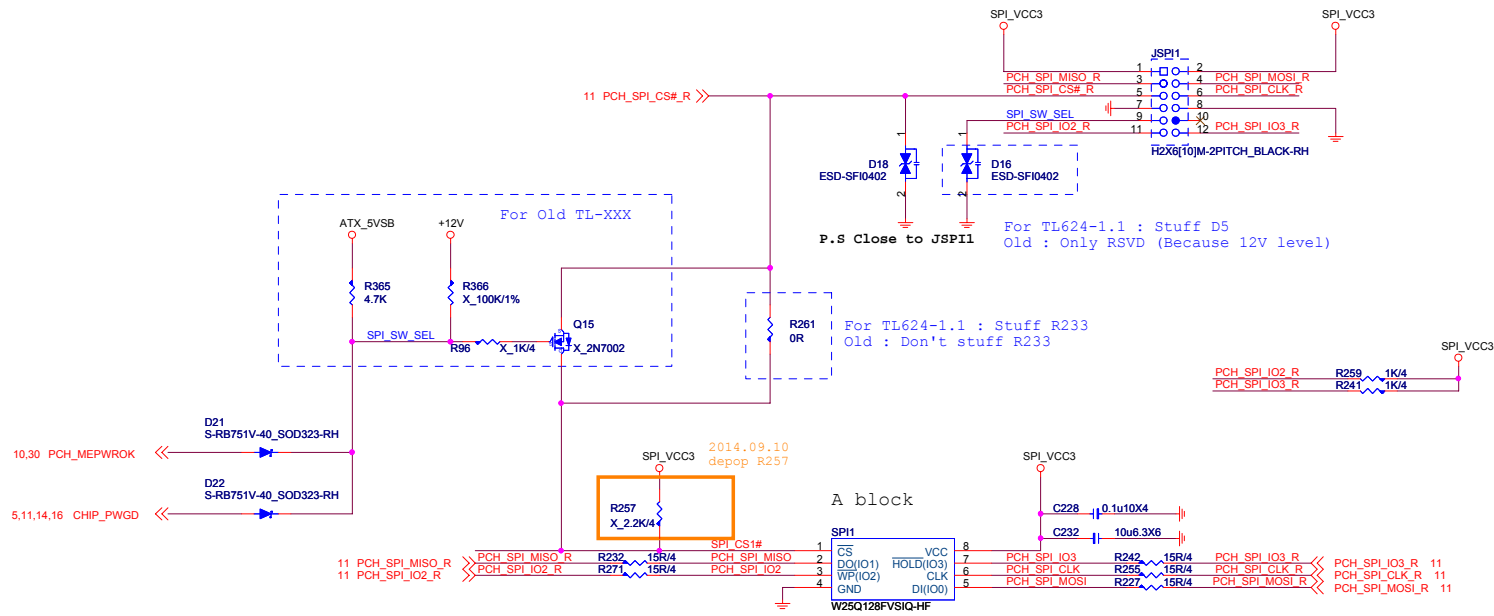 SPI_VCC3
SPI_VCC3
JSPI1
1
2
PCH_SPI_MISO_R
3
4
PCH_SPI_MOSI_R
11 PCH_SPI_CS#_R
PCH_SPI_CS#_R
5
6
PCH_SPI_CLK_R
7
8
SPI_SW_SEL
9
10
PCH_SPI_IO2_R
11
12
PCH_SPI_IO3_R
H2X6[10]M-2PITCH_BLACK-RH
1
D18
ESD-SFI0402
2
1
D16
ESD-SFI0402
2
P.S Close to JSPI1
For TL624-1.1 : Stuff D5
Old : Only RSVD (Because 12V level)
For Old TL-XXX
ATX_5VSB
+12V
R365
4.7K
R366
X_100K/1%
SPI_SW_SEL
R96
X_1K/4
Q15
X_2N7002
R261
0R
For TL624-1.1 : Stuff R233
Old : Don't stuff R233
SPI_VCC3
PCH_SPI_IO2_R
R259
1K/4
PCH_SPI_IO3_R
R241
1K/4
D21
S-RB751V-40_SOD323-RH
10,30 PCH_MEPWROK
D22
S-RB751V-40_SOD323-RH
5,11,14,16 CHIP_PWGD
2014.09.10
depop R257
SPI_VCC3
R257
X_2.2K/4
SPI_VCC3
A block
C228
0.1u10X4
C232
10u6.3X6
SPI1
SPI_CS1#
1
CS
VCC
8
11 PCH_SPI_MISO_R
PCH_SPI_MISO_R
R232
15R/4
PCH_SPI_MISO
2
DO(IO1)
HOLD(IO3)
7
PCH_SPI_IO3
R242
15R/4
PCH_SPI_IO3_R
PCH_SPI_IO3_R 11
11 PCH_SPI_IO2_R
PCH_SPI_IO2_R
R271
15R/4
PCH_SPI_IO2
3
WP(IO2)
CLK
6
PCH_SPI_CLK
R255
15R/4
PCH_SPI_CLK_R
PCH_SPI_CLK_R 11
4
GND
DI(IO0)
5
PCH_SPI_MOSI
R227
15R/4
PCH_SPI_MOSI_R
PCH_SPI_MOSI_R 11
W25Q128FVSIQ-HF